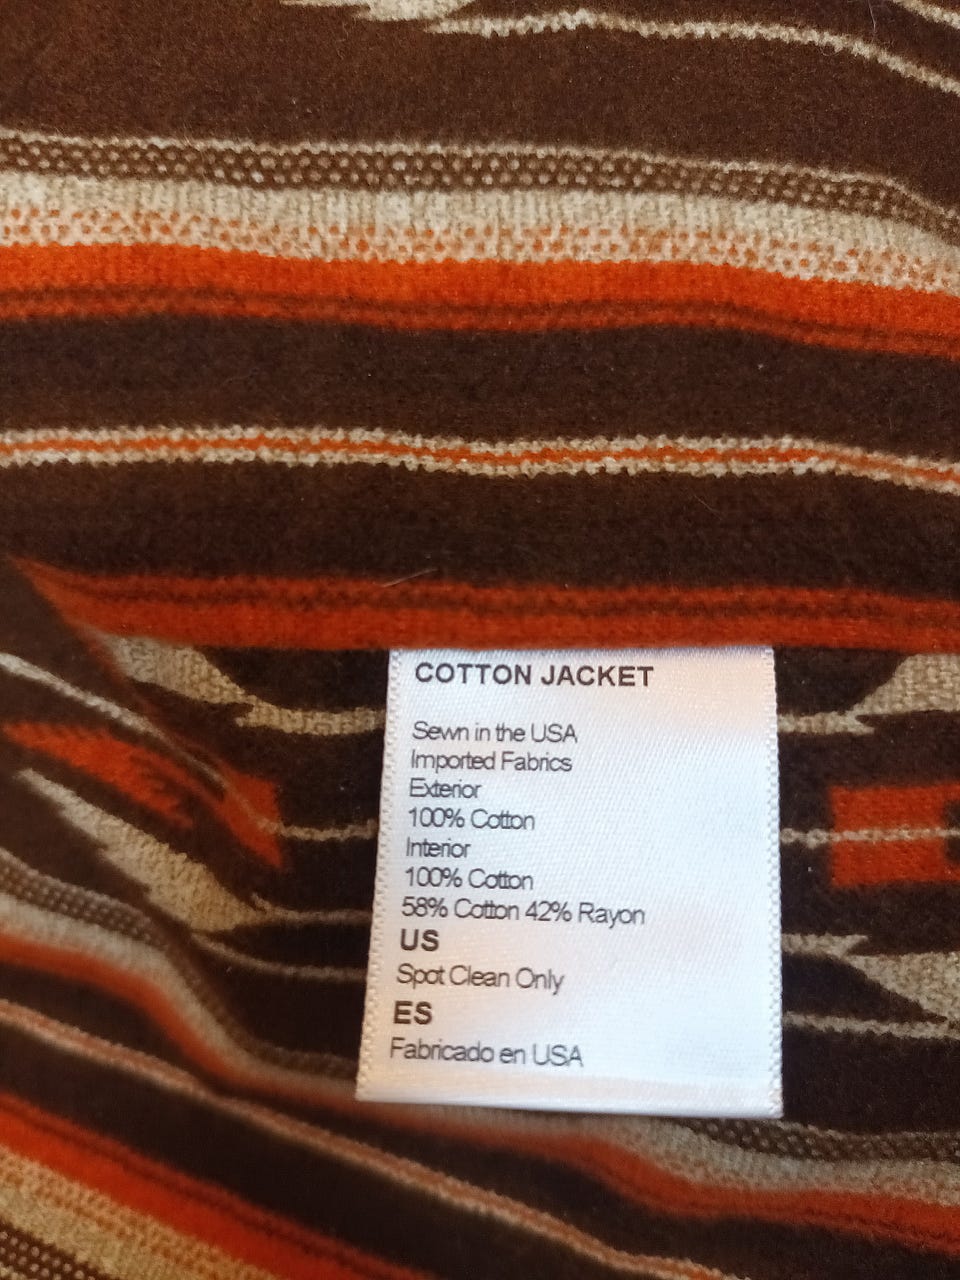 COTTON JACKET
Sewn in the USA
Imported Fabrics
Exterior
100% Cotton
Interior
100% Cotton
58% Cotton 42% Rayon
US
Spot Clean Only
ES
Fabricado en USA